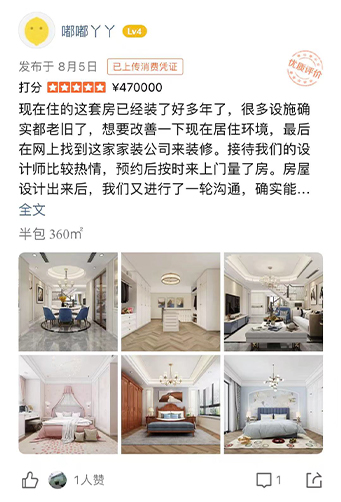 嘟嘟丫丫 Lv4
发布于 8月5日 已上传消费凭证
优质评价
打分 ¥470000
现在住的这套房已经装了好多年了，很多设施确
实都老旧了，想要改善一下现在居住环境，最后
在网上找到这家家装公司来装修。接待我们的设
计师比较热情，预约后按时来上门量了房。房屋
设计出来后，我们又进行了一轮沟通，确实能...
全文
半包 360㎡
1人赞 1